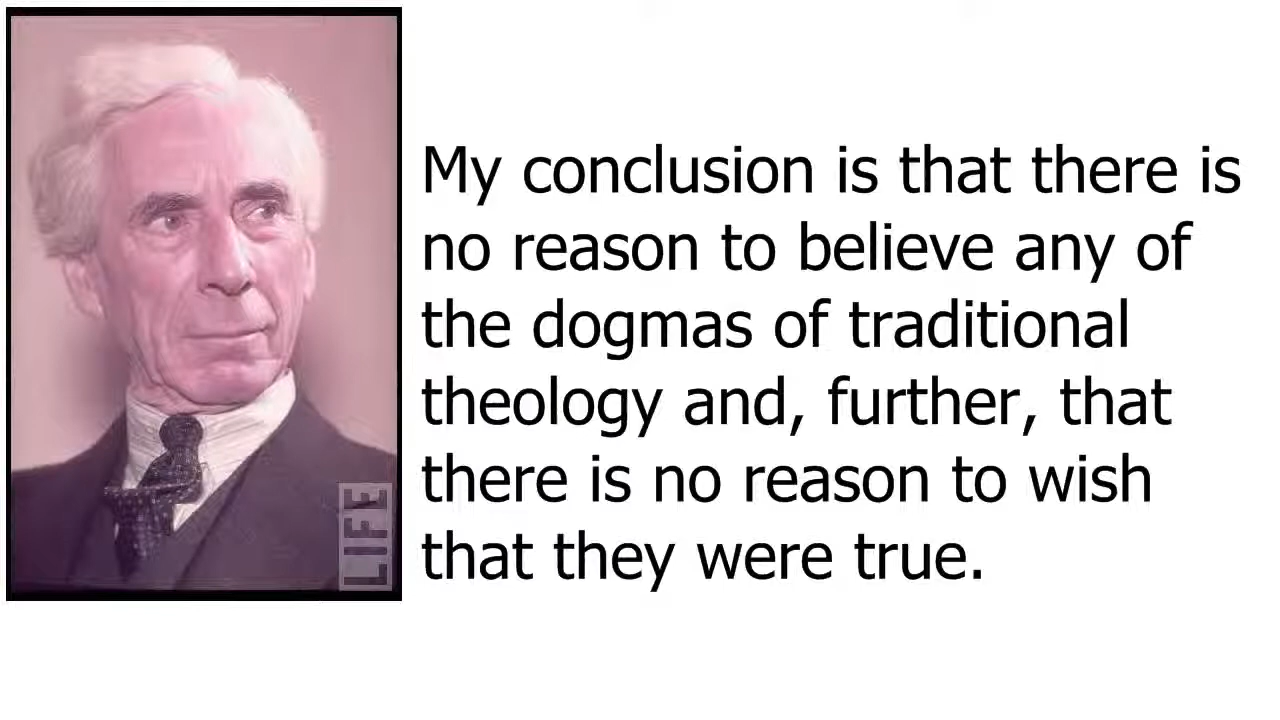 My conclusion is that there is
no reason to believe any of
the dogmas of traditional
theology and, further, that
there is no reason to wish
that they were true.
LIFE